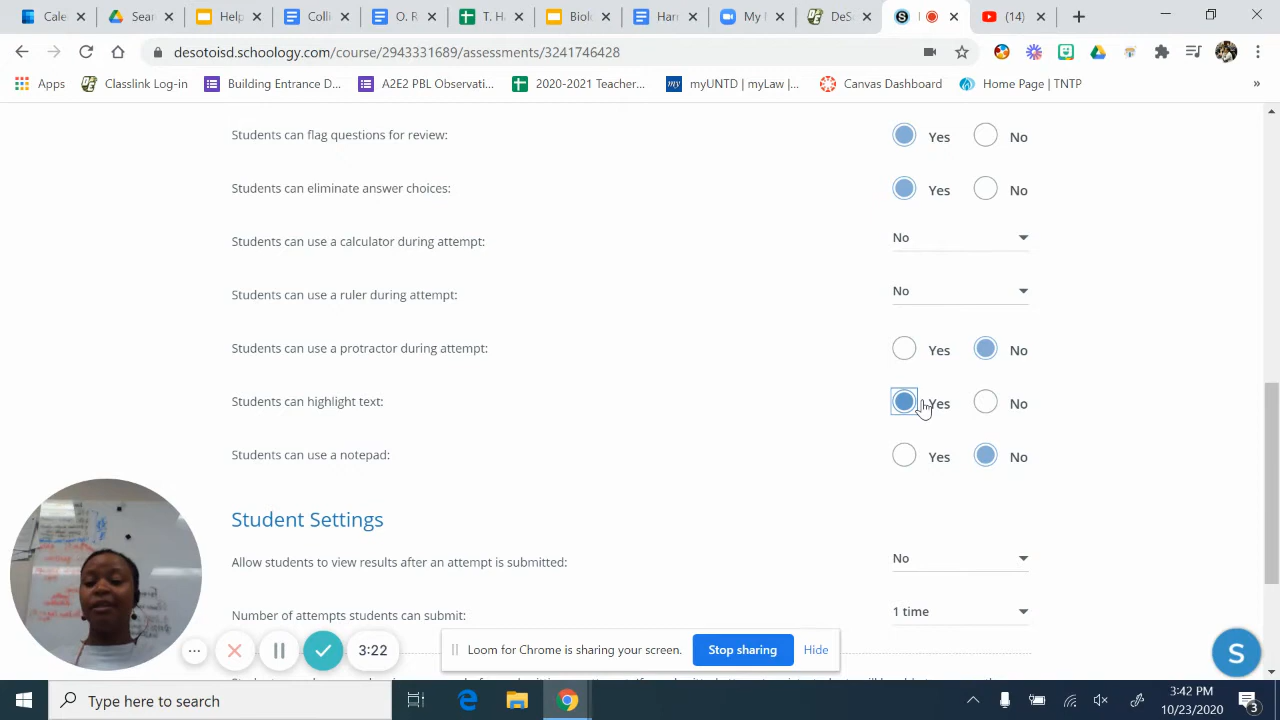 Cale
Sear
Help
Colli
O. R
T. Ha
Biol
Harr
My l
DeS
(14)
desotoisd.schoology.com/course/2943331689/assessments/3241746428
Apps
Classlink Log-in
Building Entrance D...
A2E2 PBL Observati...
2020-2021 Teacher...
my
myUNTD | myLaw |...
Canvas Dashboard
Home Page | TNTP
»
Students can flag questions for review:
Yes
No
Students can eliminate answer choices:
Yes
No
Students can use a calculator during attempt:
No
Students can use a ruler during attempt:
No
Students can use a protractor during attempt:
Yes
No
Students can highlight text:
Yes
No
Students can use a notepad:
Yes
No
Student Settings
Allow students to view results after an attempt is submitted:
No
Number of attempts students can submit:
1 time
3:22
Loom for Chrome is sharing your screen.
Stop sharing
Hide
S
Type here to search
3:42 PM
10/23/2020
3